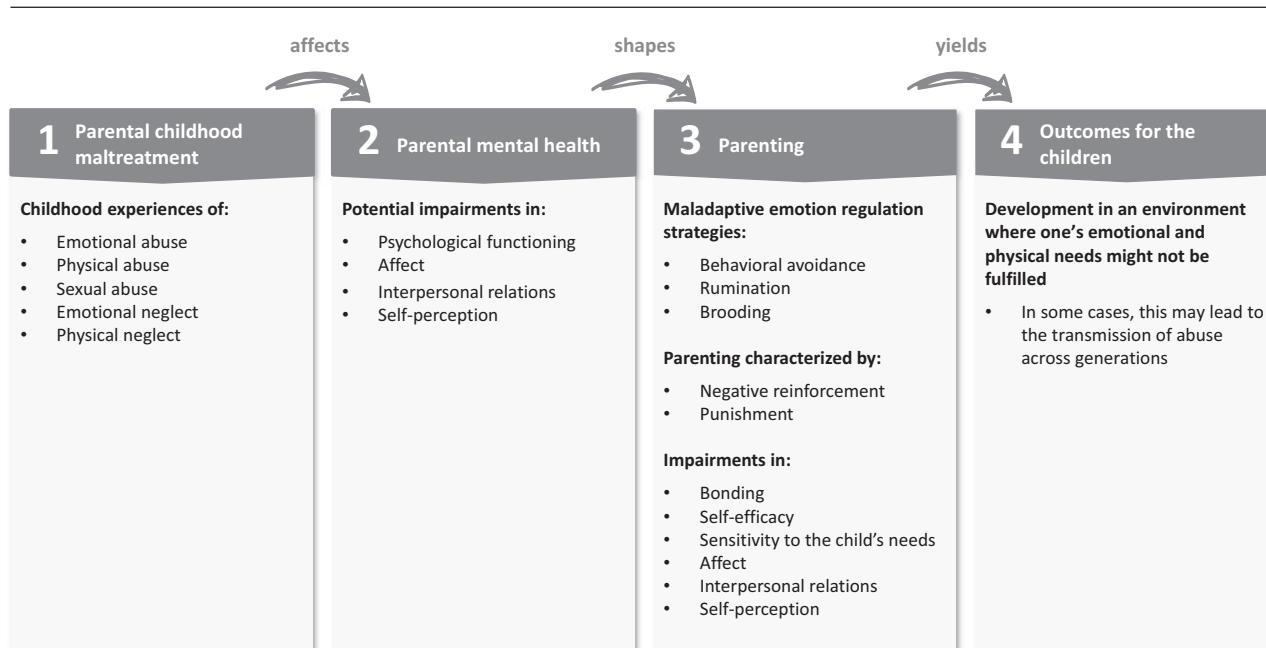 affects
shapes
yields
1 Parental childhood
maltreatment
Childhood experiences of:
• Emotional abuse
• Physical abuse
• Sexual abuse
• Emotional neglect
• Physical neglect
2 Parental mental health
Potential impairments in:
• Psychological functioning
• Affect
• Interpersonal relations
• Self-perception
3 Parenting
Maladaptive emotion regulation
strategies:
• Behavioral avoidance
• Rumination
• Brooding
Parenting characterized by:
• Negative reinforcement
• Punishment
Impairments in:
• Bonding
• Self-efficacy
• Sensitivity to the child’s needs
• Affect
• Interpersonal relations
• Self-perception
4 Outcomes for the
children
Development in an environment
where one’s emotional and
physical needs might not be
fulfilled
• In some cases, this may lead to
the transmission of abuse
across generations